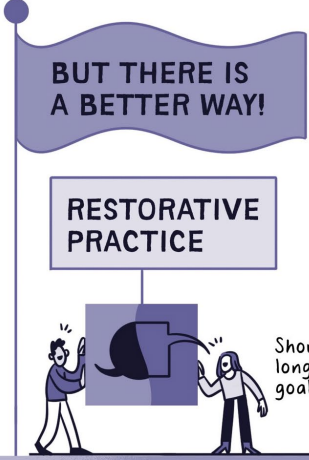 BUT THERE IS
A BETTER WAY!
RESTORATIVE
PRACTICE